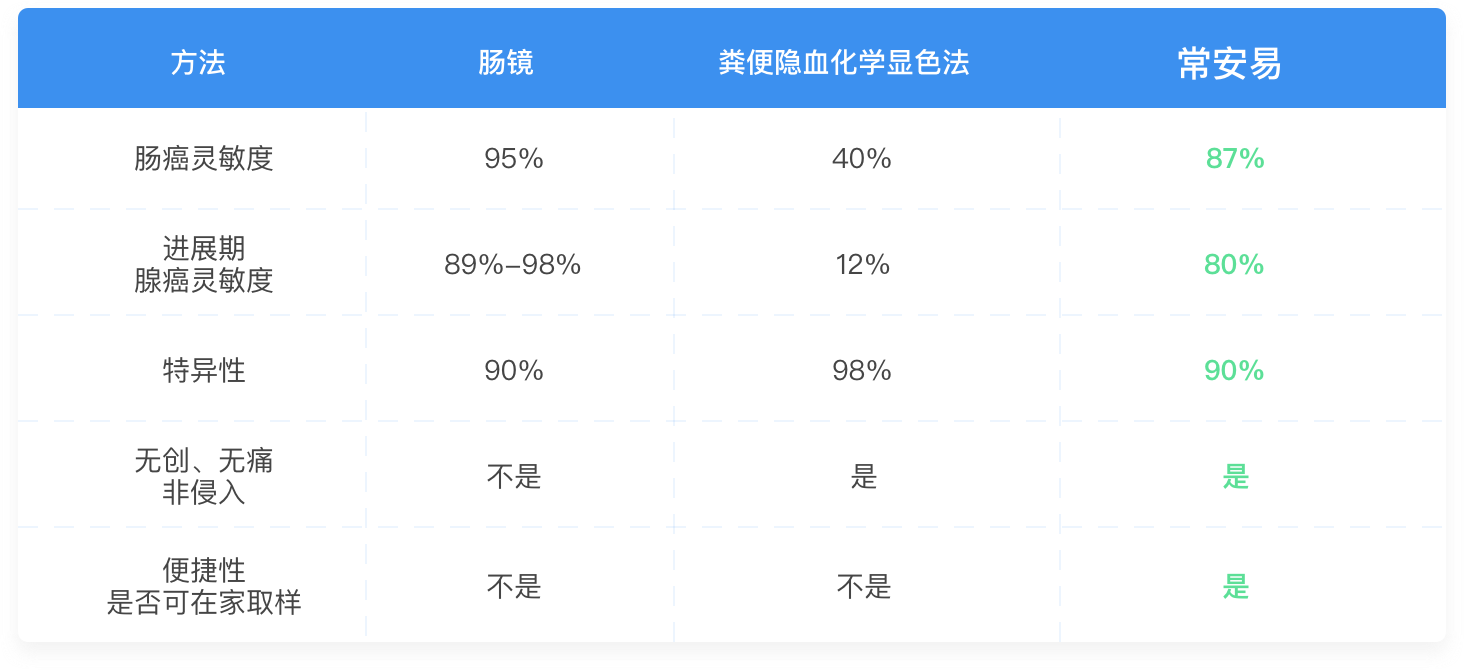 方法 肠镜 粪便隐血化学显色法 常安易
肠癌灵敏度 95% 40% 87%
进展期
腺癌灵敏度 89%–98% 12% 80%
特异性 90% 98% 90%
无创、无痛
非侵入 不是 是 是
便捷性
是否可在家取样 不是 不是 是